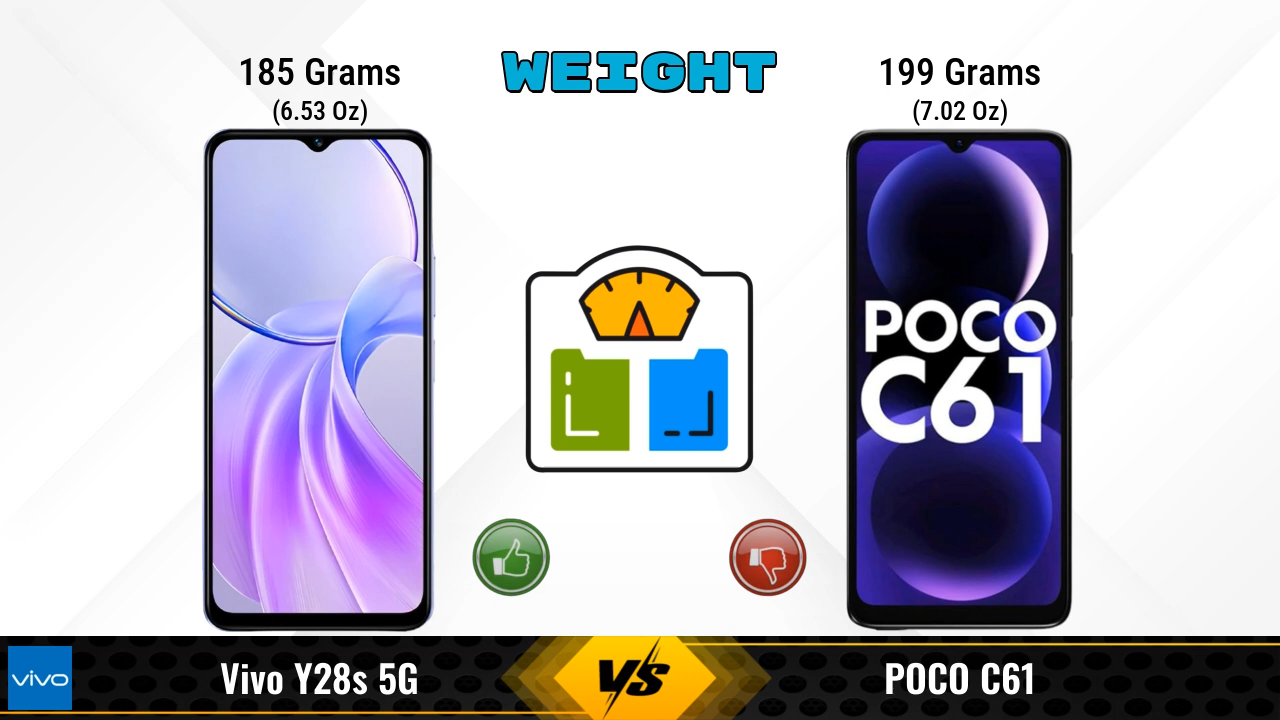 WEIGHT
185 Grams
(6.53 Oz)
199 Grams
(7.02 Oz)
POCO
C61
vivo
Vivo Y28s 5G
VS
POCO C61